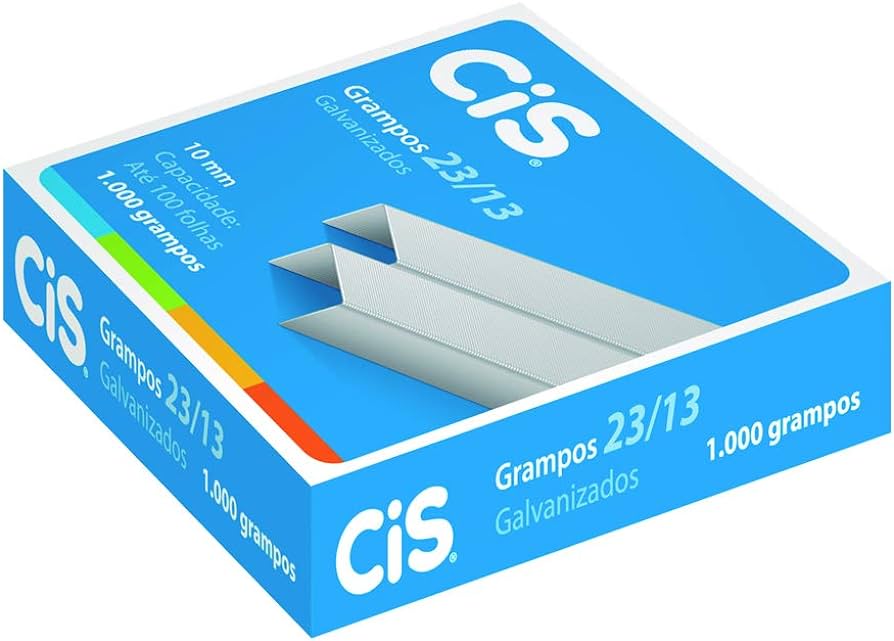 CiS®
Grampos 23/13
Galvanizados
10 mm
Capacidade:
Até 100 folhas
1.000 grampos
CiS®
Grampos 23/13
Galvanizados
1.000 grampos
CiS®
Grampos 23/13
Galvanizados
1.000 grampos